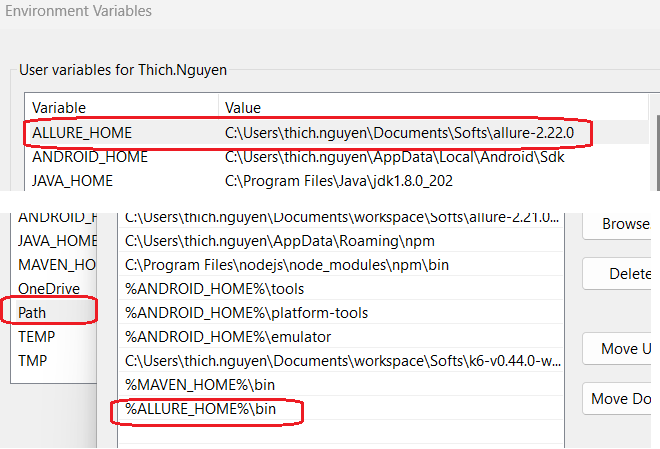 Environment Variables
User variables for Thich.Nguyen
Variable Value
ALLURE_HOME C:\Users\thich.nguyen\Documents\Softs\allure-2.22.0
ANDROID_HOME C:\Users\thich.nguyen\AppData\Local\Android\Sdk
JAVA_HOME C:\Program Files\Java\jdk1.8.0_202
ANDROID_H C:\Users\thich.nguyen\Documents\workspace\Softs\allure-2.21.0... Browse.
JAVA_HOME C:\Users\thich.nguyen\AppData\Roaming\npm
MAVEN_HO C:\Program Files\nodejs\node_modules\npm\bin
OneDrive %ANDROID_HOME%\tools Delete
Path %ANDROID_HOME%\platform-tools
TEMP %ANDROID_HOME%\emulator
TMP C:\Users\thich.nguyen\Documents\workspace\Softs\k6-v0.44.0-w... Move U
%MAVEN_HOME%\bin
%ALLURE_HOME%\bin Move Do